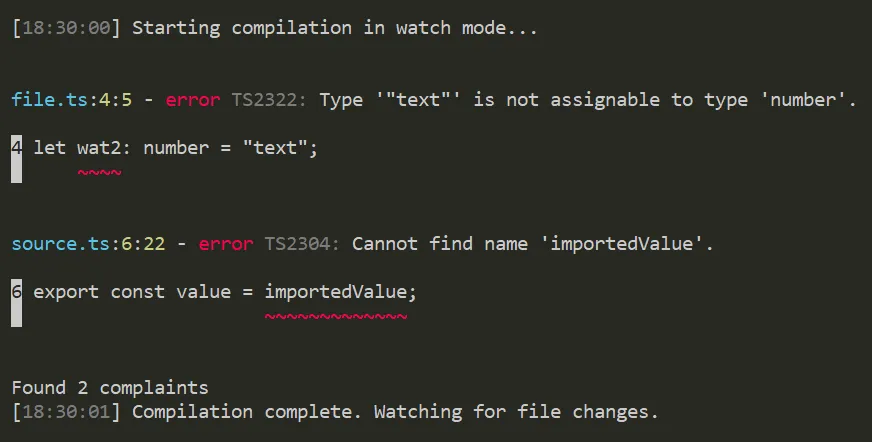 [18:30:00] Starting compilation in watch mode...
file.ts:4:5 - error TS2322: Type '"text"' is not assignable to type 'number'.
4 let wat2: number = "text";
~~~~
source.ts:6:22 - error TS2304: Cannot find name 'importedValue'.
6 export const value = importedValue;
~~~~~~~~~~~~~
Found 2 complaints
[18:30:01] Compilation complete. Watching for file changes.